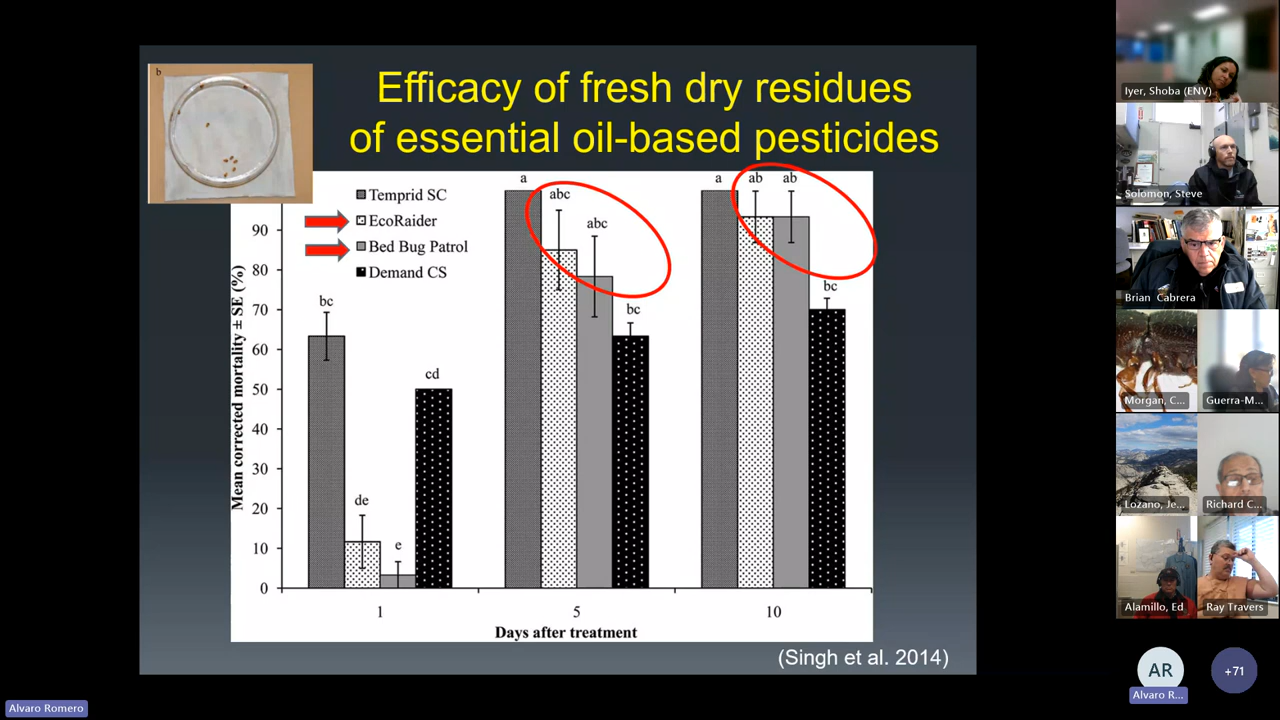 b
Efficacy of fresh dry residues
of essential oil-based pesticides
Temprid SC
EcoRaider
Bed Bug Patrol
Demand CS
Mean corrected mortality ± SE (%)
90
80
70
60
50
40
30
20
10
0
bc
de
e
cd
a
abc
abc
bc
a
ab
ab
bc
1
5
10
Days after treatment
(Singh et al. 2014)
Iyer, Shoba (ENV)
Solomon, Steve
Brian Cabrera
Morgan, C...
Guerra-M...
Lozano, Je...
Richard C...
Alamillo, Ed
Ray Travers
AR
Alvaro R...
+71
Alvaro Romero